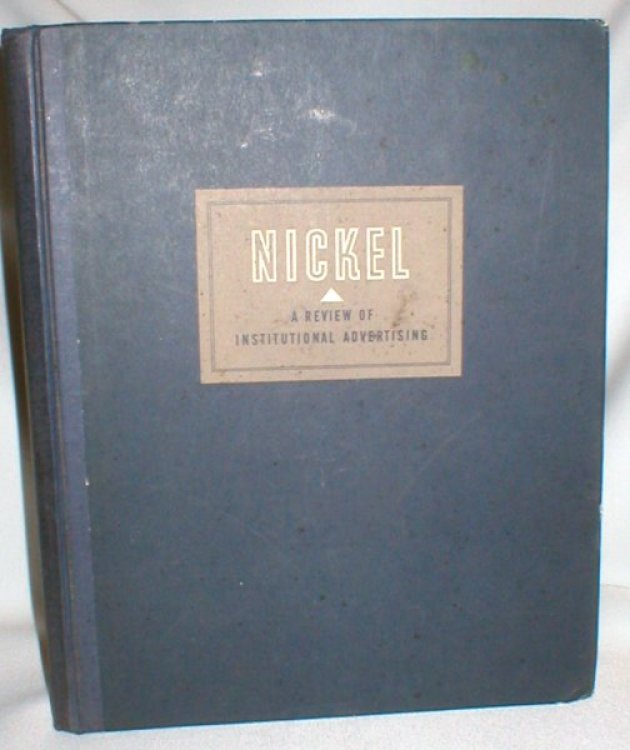 NICKEL
A REVIEW OF
INSTITUTIONAL ADVERTISING